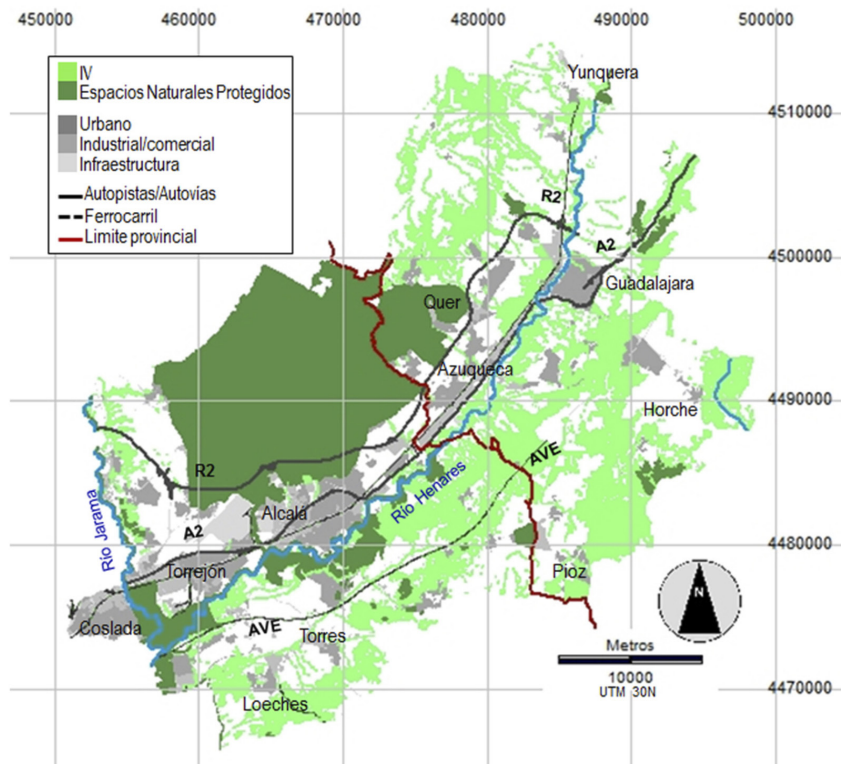 450000 460000 470000 480000 490000 500000
IV
Espacios Naturales Protegidos
Urbano
Industrial/comercial
Infraestructura
Autopistas/Autovías
Ferrocarril
Limite provincial
Yunquera
4510000
R2
A2
4500000
Guadalajara
Quer
Azuqueca
4490000
Horche
AVE
R2
Río Jarama
Río Henares
Alcalá
A2
4480000
Torrejón
Pioz
N
Coslada
AVE
Torres
Metros
10000
UTM 30N
4470000
Loeches